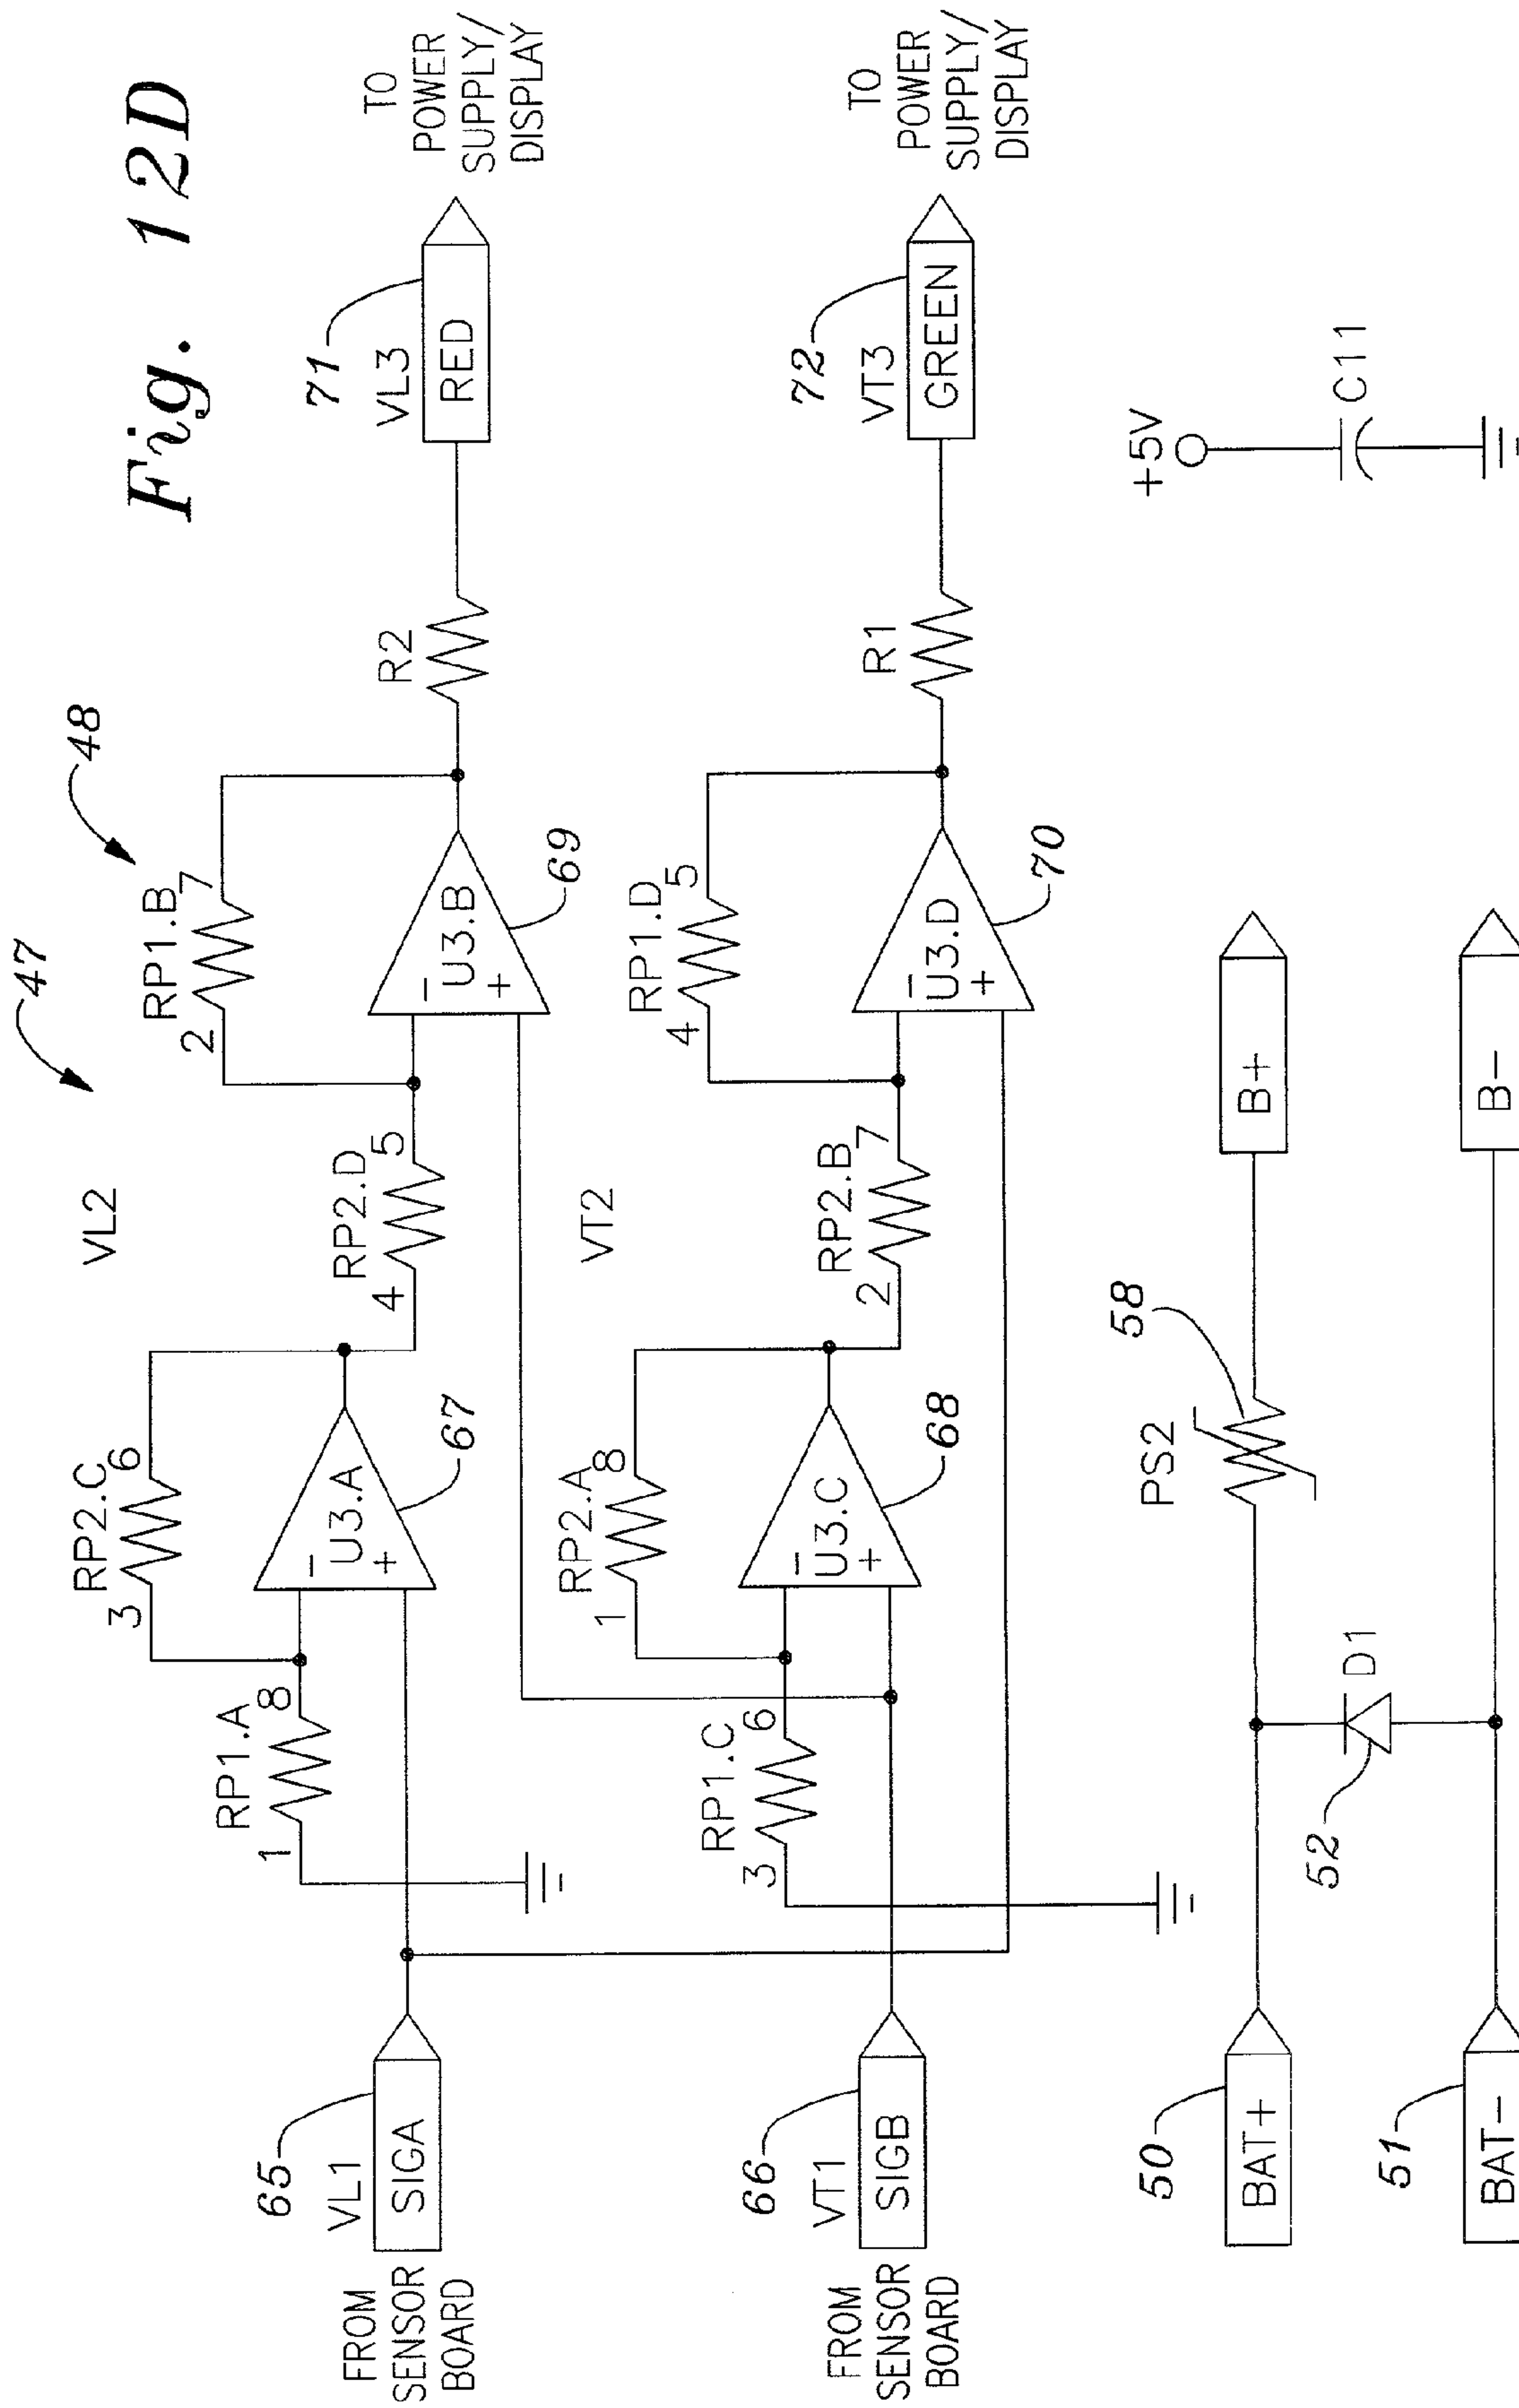 Fig. 12D
47
48
VL2
RP2.C
3
6
RP1.B
2
7
RP1.A
1
8
U3.A
−
+
67
RP2.D
4
5
U3.B
−
+
69
R2
71
VL3
RED
TO
POWER
SUPPLY/
DISPLAY
65
VL1
SIGA
FROM
SENSOR
BOARD
VT2
RP2.A
1
8
RP1.D
4
5
RP1.C
3
6
U3.C
−
+
68
RP2.B
2
7
U3.D
−
+
70
R1
72
VT3
GREEN
TO
POWER
SUPPLY/
DISPLAY
66
VT1
SIGB
FROM
SENSOR
BOARD
50
BAT+
PS2
58
B+
+5V
C11
52
D1
51
BAT−
B−